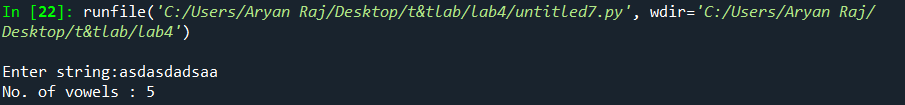 In [22]: runfile('C:/Users/Aryan Raj/Desktop/t&tlab/lab4/untitled7.py', wdir='C:/Users/Aryan Raj/
Desktop/t&tlab/lab4')
Enter string:asdasdadsaa
No. of vowels : 5